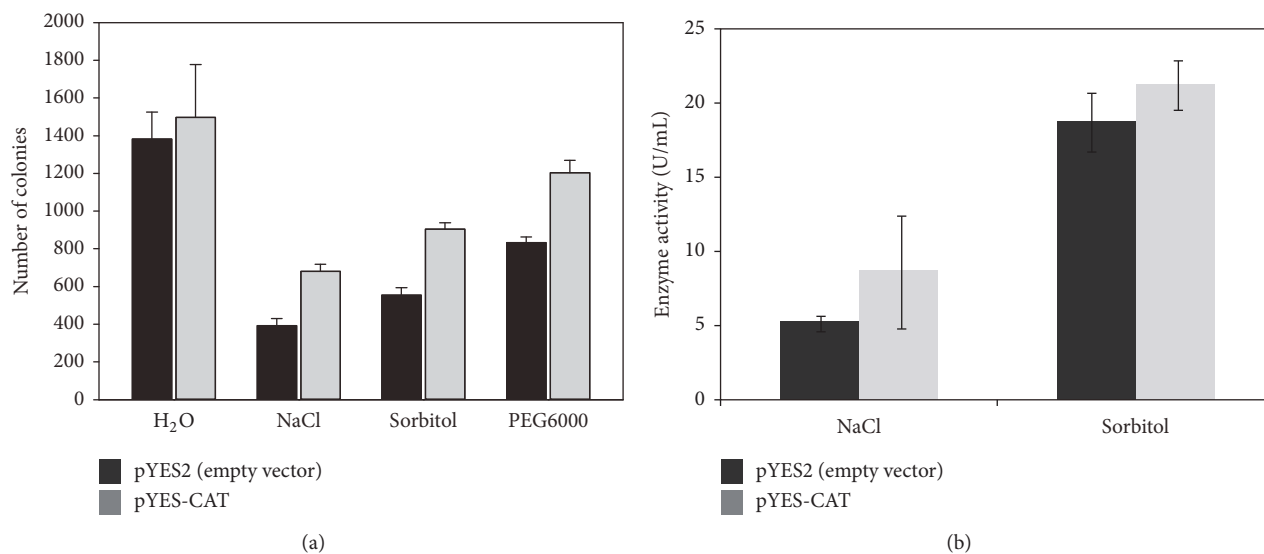 2000
1800
1600
1400
1200
1000
800
600
400
200
0
Number of colonies
H₂O NaCl Sorbitol PEG6000
pYES2 (empty vector)
pYES-CAT
(a)
25
20
15
10
5
0
Enzyme activity (U/mL)
NaCl Sorbitol
pYES2 (empty vector)
pYES-CAT
(b)